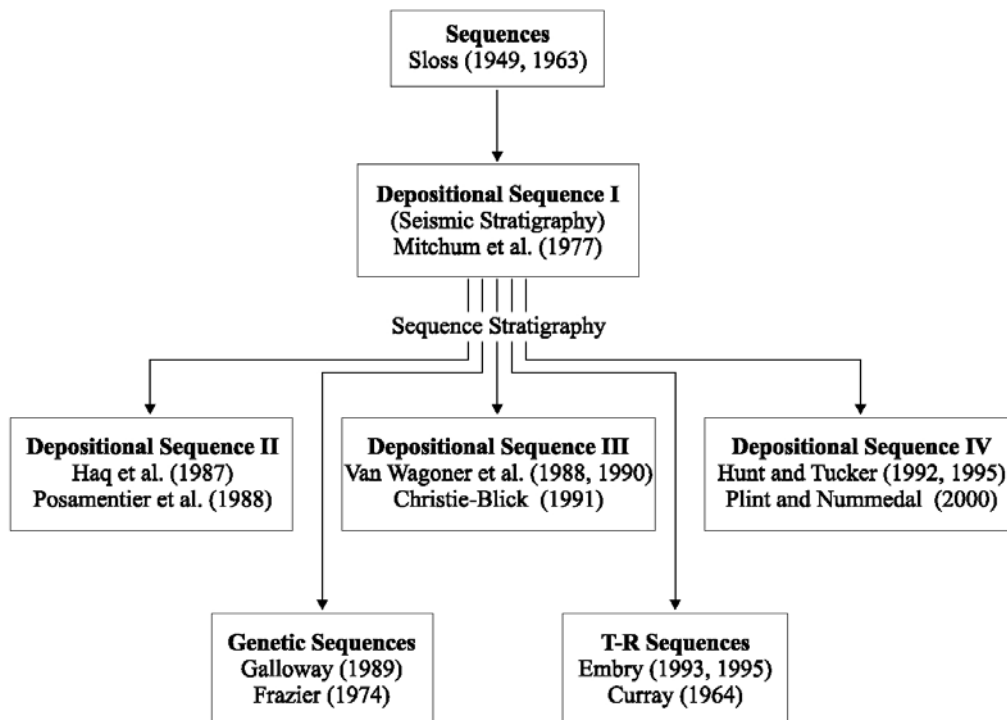 Sequences
Sloss (1949, 1963)
Depositional Sequence I
(Seismic Stratigraphy)
Mitchum et al. (1977)
Sequence Stratigraphy
Depositional Sequence II
Haq et al. (1987)
Posamentier et al. (1988)
Depositional Sequence III
Van Wagoner et al. (1988, 1990)
Christie-Blick (1991)
Depositional Sequence IV
Hunt and Tucker (1992, 1995)
Plint and Nummedal (2000)
Genetic Sequences
Galloway (1989)
Frazier (1974)
T-R Sequences
Embry (1993, 1995)
Curray (1964)